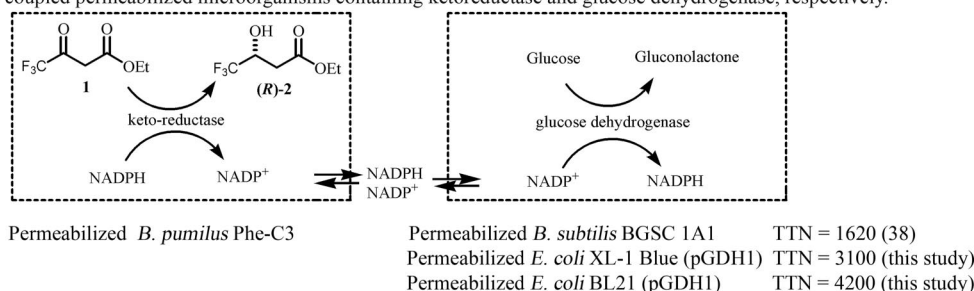 coupled permeabilized microorganisms containing ketoreductase and glucose dehydrogenase, respectively.
O O
F₃C OEt
1
OH O
F₃C OEt
(R)-2
keto-reductase
NADPH NADP⁺
NADPH
NADP⁺
Glucose Gluconolactone
glucose dehydrogenase
NADP⁺ NADPH
Permeabilized B. pumilus Phe-C3
Permeabilized B. subtilis BGSC 1A1 TTN = 1620 (38)
Permeabilized E. coli XL-1 Blue (pGDH1) TTN = 3100 (this study)
Permeabilized E. coli BL21 (pGDH1) TTN = 4200 (this study)